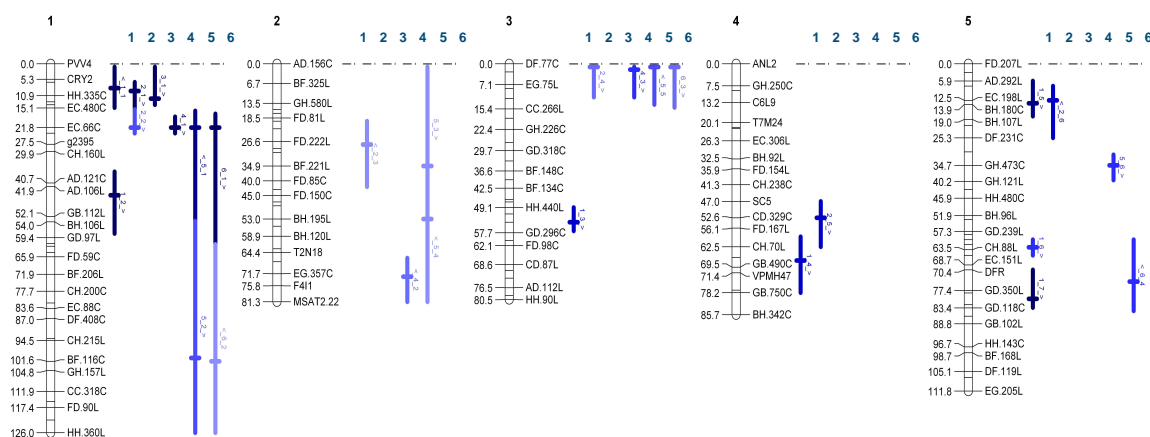 1
1 2 3 4 5 6
0.0 PVV4
5.3 CRY2
10.9 HH.335C
15.1 EC.480C
21.8 EC.66C
27.5 g2395
29.9 CH.160L
40.7 AD.121C
41.9 AD.106L
52.1 GB.112L
54.0 BH.106L
59.4 GD.97L
65.9 FD.59C
71.9 BF.206L
77.7 CH.200C
83.6 EC.88C
87.0 DF.408C
94.5 CH.215L
101.6 BF.116C
104.8 GH.157L
111.9 CC.318C
117.4 FD.90L
126.0 HH.360L
2
1 2 3 4 5 6
0.0 AD.156C
6.7 BF.325L
13.5 GH.580L
18.5 FD.81L
26.6 FD.222L
34.9 BF.221L
40.0 FD.85C
45.0 FD.150C
53.0 BH.195L
58.9 BH.120L
64.4 T2N18
71.7 EG.357C
75.8 F4I1
81.3 MSAT2.22
3
1 2 3 4 5 6
0.0 DF.77C
7.1 EG.75L
15.4 CC.266L
22.4 GH.226C
29.7 GD.318C
36.6 BF.148C
42.5 BF.134C
49.1 HH.440L
57.7 GD.296C
62.1 FD.98C
68.6 CD.87L
76.5 AD.112L
80.5 HH.90L
4
1 2 3 4 5 6
0.0 ANL2
7.5 GH.250C
13.2 C6L9
20.1 T7M24
26.3 EC.306L
32.5 BH.92L
35.9 FD.154L
41.3 CH.238C
47.0 SC5
52.6 CD.329C
56.1 FD.167L
62.5 CH.70L
69.5 GB.490C
71.4 VPMH47
78.2 GB.750C
85.7 BH.342C
5
1 2 3 4 5 6
0.0 FD.207L
5.9 AD.292L
12.5 EC.198L
13.9 BH.180C
19.0 BH.107L
25.3 DF.231C
34.7 GH.473C
40.2 GH.121L
45.9 HH.480C
51.9 BH.96L
57.3 GD.239L
63.5 CH.88L
68.7 EC.151L
70.4 DFR
77.4 GD.350L
83.4 GD.118C
88.8 GB.102L
96.7 HH.143C
98.7 BF.168L
105.1 DF.119L
111.8 EG.205L